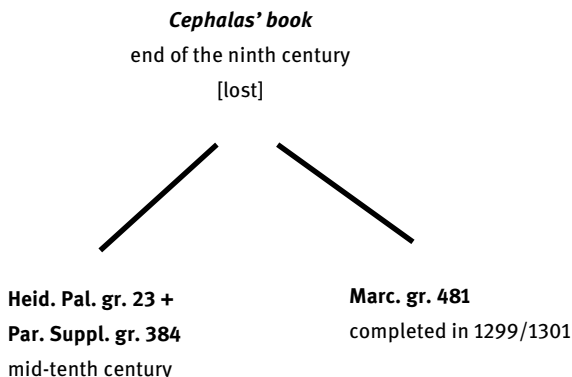 Cephalas’ book
end of the ninth century
[lost]
Heid. Pal. gr. 23 +
Par. Suppl. gr. 384
mid-tenth century
Marc. gr. 481
completed in 1299/1301